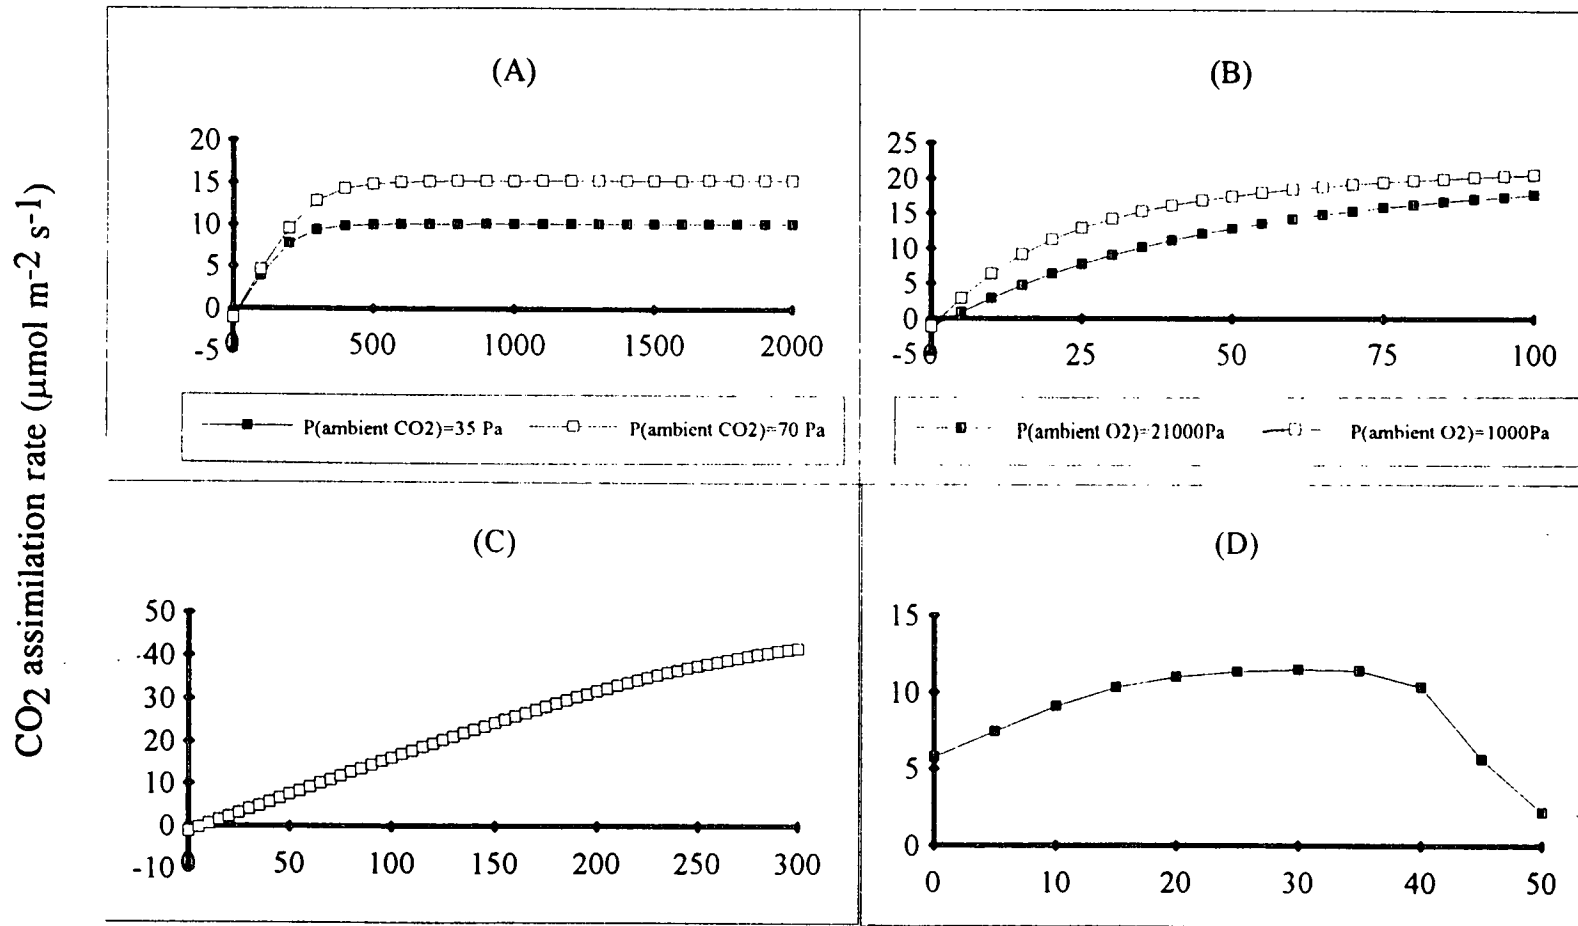 CO2 assimilation rate (μmol m-2 s-1)
(A)
20
15
10
5
0
-5
0 500 1000 1500 2000
P(ambient CO2)=35 Pa P(ambient CO2)=70 Pa
(B)
25
20
15
10
5
0
-5
0 25 50 75 100
P(ambient O2)=21000Pa P(ambient O2)=1000Pa
(C)
50
40
30
20
10
0
-10
0 50 100 150 200 250 300
(D)
15
10
5
0
0 10 20 30 40 50